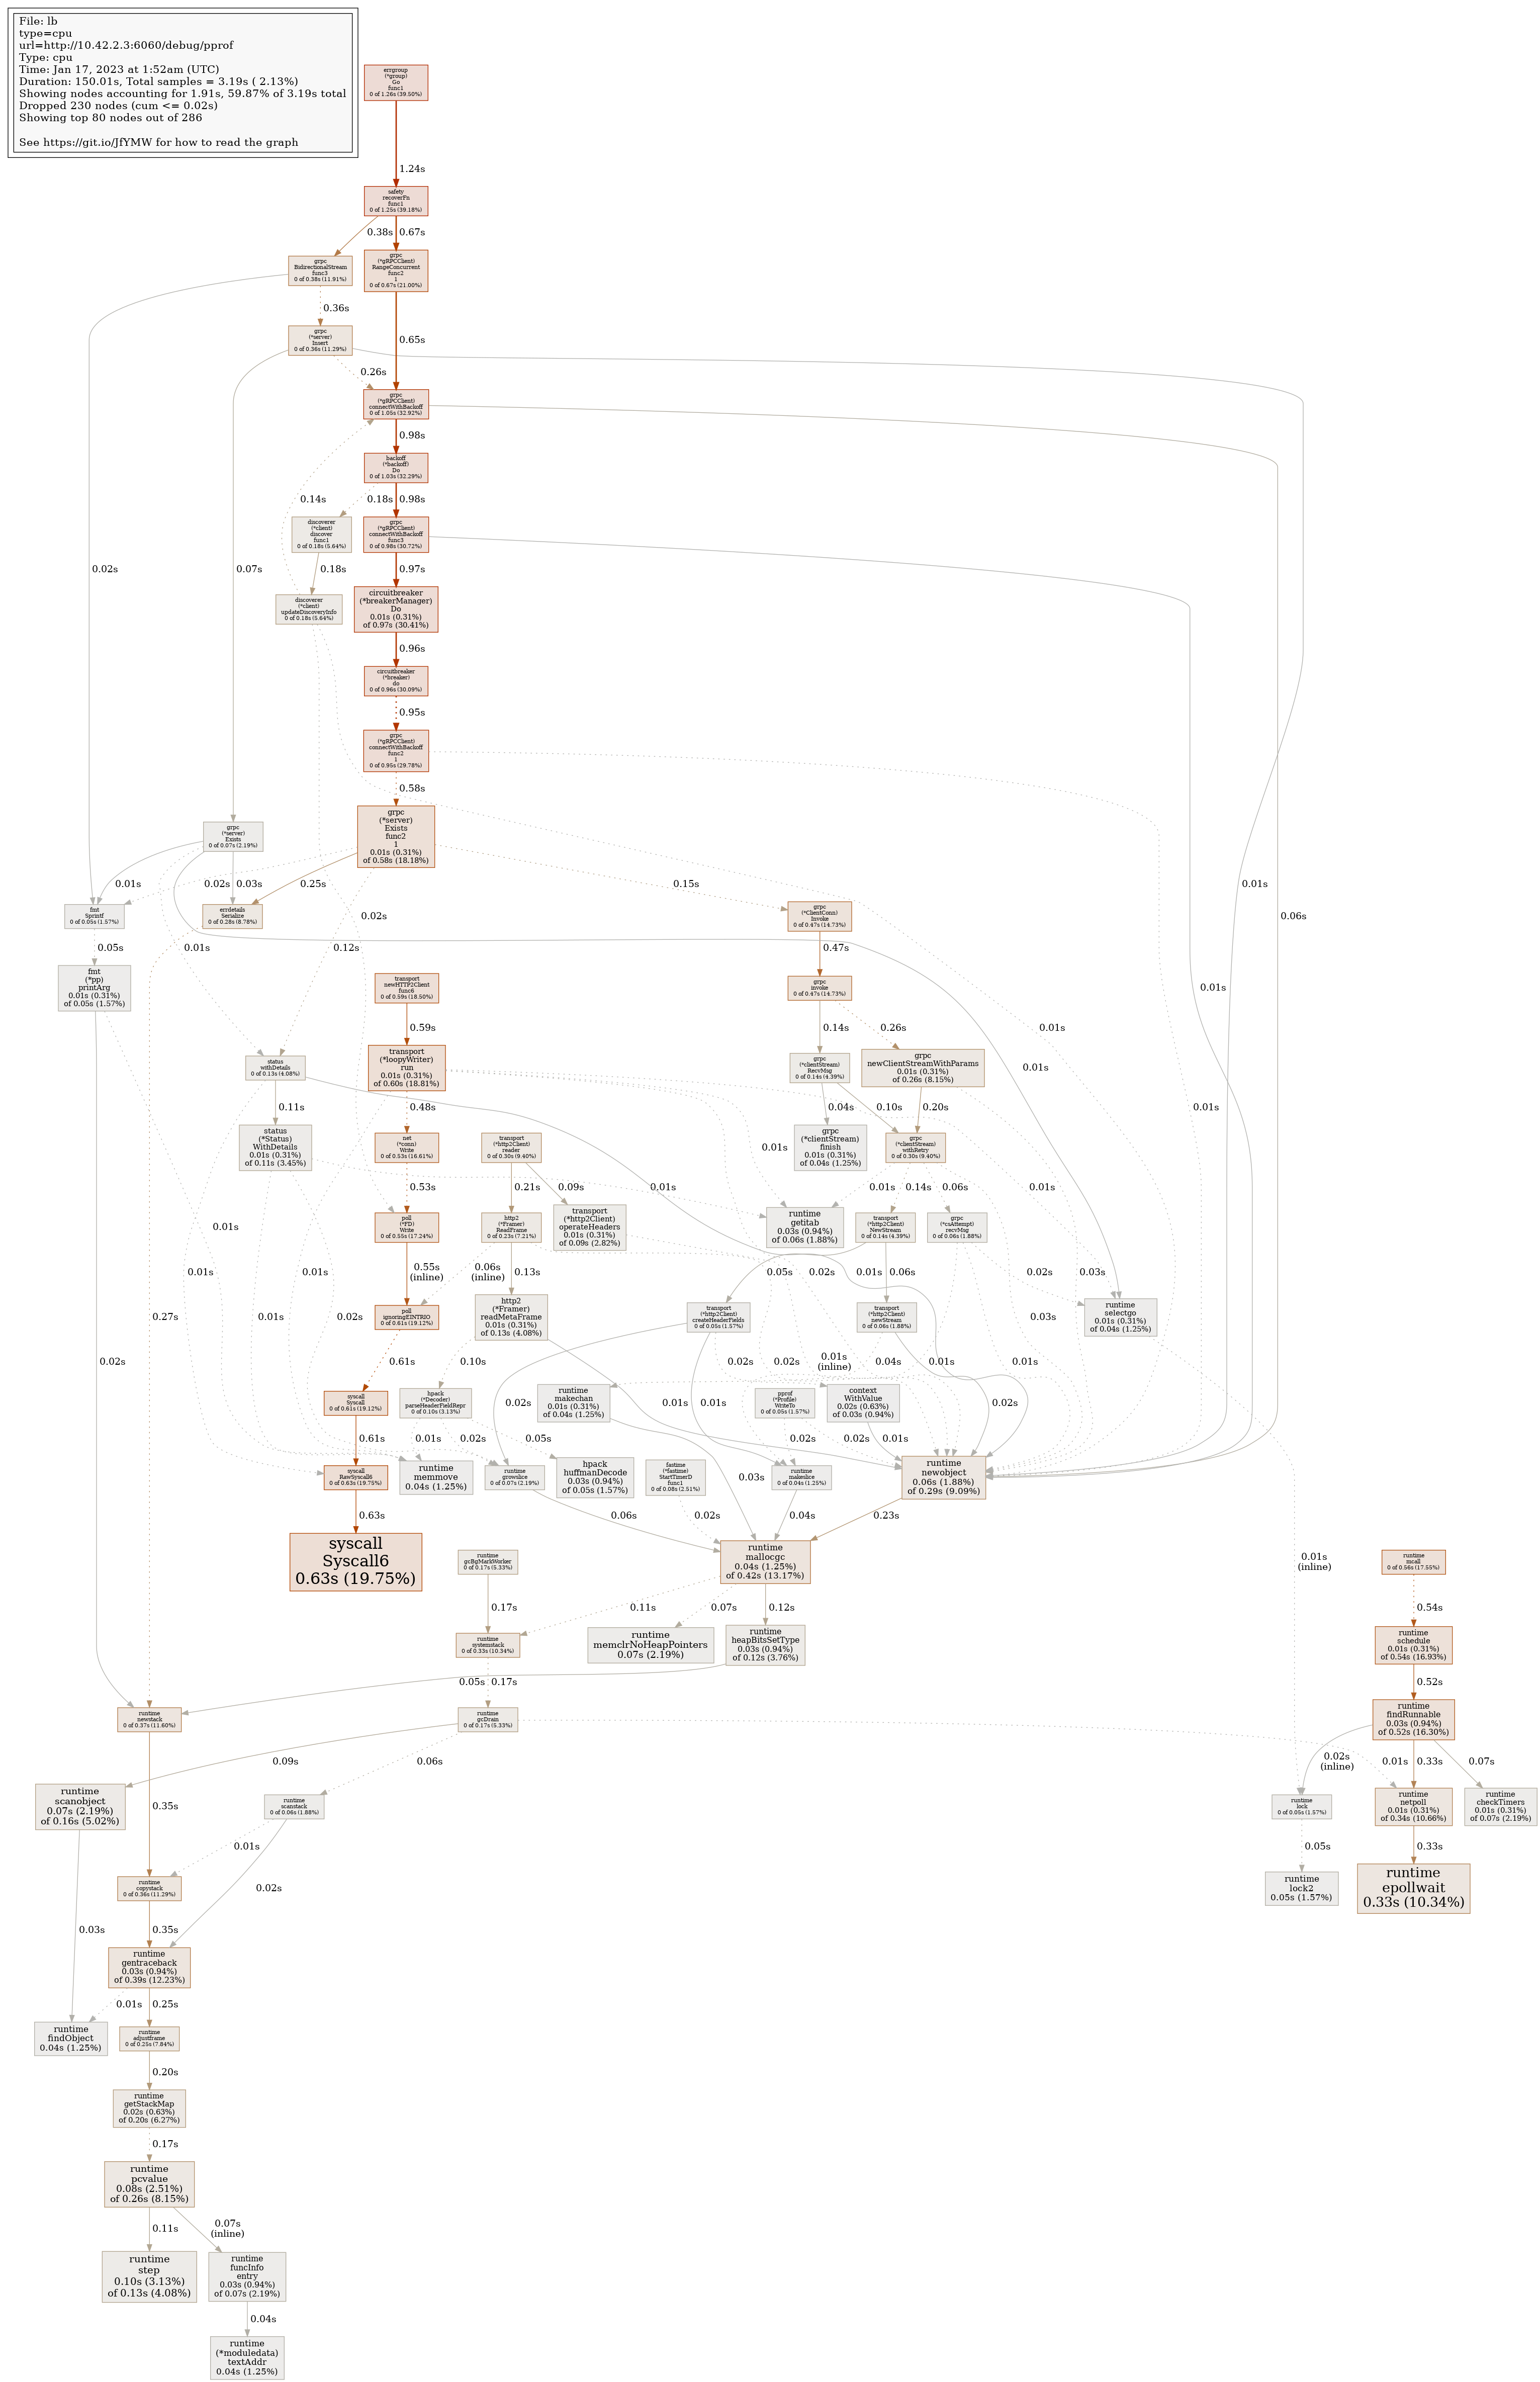 File: lb
type=cpu
url=http://10.42.2.3:6060/debug/pprof
Type: cpu
Time: Jan 17, 2023 at 1:52am (UTC)
Duration: 150.01s, Total samples = 3.19s ( 2.13%)
Showing nodes accounting for 1.91s, 59.87% of 3.19s total
Dropped 230 nodes (cum <= 0.02s)
Showing top 80 nodes out of 286
See https://git.io/JfYMW for how to read the graph
errgroup
(*group)
Go
func1
0 of 1.26s (39.50%)
1.24s
safety
recoverFn
func1
0 of 1.25s (39.18%)
0.38s
0.67s
grpc
BidirectionalStream
func3
0 of 0.38s (11.91%)
grpc
(*gRPCClient)
RangeConcurrent
func2
1
0 of 0.67s (21.00%)
0.36s
grpc
(*server)
Insert
0 of 0.36s (11.29%)
0.65s
0.26s
grpc
(*gRPCClient)
connectWithBackoff
0 of 1.05s (32.92%)
0.98s
backoff
(*backoff)
Do
0 of 1.03s (32.29%)
0.14s
0.18s
0.98s
discoverer
(*client)
discover
func1
0 of 0.18s (5.64%)
grpc
(*gRPCClient)
connectWithBackoff
func3
0 of 0.98s (30.72%)
0.02s
0.07s
0.18s
0.97s
discoverer
(*client)
updateDiscoveryInfo
0 of 0.18s (5.64%)
circuitbreaker
(*breakerManager)
Do
0.01s (0.31%)
of 0.97s (30.41%)
0.96s
circuitbreaker
(*breaker)
do
0 of 0.96s (30.09%)
0.95s
grpc
(*gRPCClient)
connectWithBackoff
func2
1
0 of 0.95s (29.78%)
0.58s
grpc
(*server)
Exists
func2
1
0.01s (0.31%)
of 0.58s (18.18%)
grpc
(*server)
Exists
0 of 0.07s (2.19%)
0.01s
0.02s
0.03s
0.25s
0.15s
0.01s
fmt
Sprintf
0 of 0.05s (1.57%)
errdetails
Serialize
0 of 0.28s (8.78%)
0.02s
grpc
(*ClientConn)
Invoke
0 of 0.47s (14.73%)
0.06s
0.05s
0.01s
0.12s
0.47s
fmt
(*pp)
printArg
0.01s (0.31%)
of 0.05s (1.57%)
transport
newHTTP2Client
func6
0 of 0.59s (18.50%)
grpc
invoke
0 of 0.47s (14.73%)
0.01s
0.59s
0.14s
0.26s
0.01s
status
withDetails
0 of 0.13s (4.08%)
transport
(*loopyWriter)
run
0.01s (0.31%)
of 0.60s (18.81%)
grpc
(*clientStream)
RecvMsg
0 of 0.14s (4.39%)
grpc
newClientStreamWithParams
0.01s (0.31%)
of 0.26s (8.15%)
0.01s
0.11s
0.48s
0.04s
0.10s
0.20s
0.01s
status
(*Status)
WithDetails
0.01s (0.31%)
of 0.11s (3.45%)
net
(*conn)
Write
0 of 0.53s (16.61%)
transport
(*http2Client)
reader
0 of 0.30s (9.40%)
0.01s
grpc
(*clientStream)
finish
0.01s (0.31%)
of 0.04s (1.25%)
grpc
(*clientStream)
withRetry
0 of 0.30s (9.40%)
0.53s
0.21s
0.09s
0.01s
0.01s
0.14s
0.06s
0.01s
0.01s
poll
(*FD)
Write
0 of 0.55s (17.24%)
http2
(*Framer)
ReadFrame
0 of 0.23s (7.21%)
transport
(*http2Client)
operateHeaders
0.01s (0.31%)
of 0.09s (2.82%)
runtime
getitab
0.03s (0.94%)
of 0.06s (1.88%)
transport
(*http2Client)
NewStream
0 of 0.14s (4.39%)
grpc
(*csAttempt)
recvMsg
0 of 0.06s (1.88%)
0.01s
0.01s
0.55s
(inline)
0.06s
(inline)
0.13s
0.05s
0.02s
0.01s
0.06s
0.02s
0.03s
poll
ignoringEINTRIO
0 of 0.61s (19.12%)
http2
(*Framer)
readMetaFrame
0.01s (0.31%)
of 0.13s (4.08%)
transport
(*http2Client)
createHeaderFields
0 of 0.05s (1.57%)
transport
(*http2Client)
newStream
0 of 0.06s (1.88%)
runtime
selectgo
0.01s (0.31%)
of 0.04s (1.25%)
0.27s
0.01s
0.02s
0.03s
0.02s
0.61s
0.10s
0.02s
0.02s
0.01s
(inline)
0.04s
0.01s
0.01s
syscall
Syscall
0 of 0.61s (19.12%)
hpack
(*Decoder)
parseHeaderFieldRepr
0 of 0.10s (3.13%)
runtime
makechan
0.01s (0.31%)
of 0.04s (1.25%)
pprof
(*Profile)
WriteTo
0 of 0.05s (1.57%)
context
WithValue
0.02s (0.63%)
of 0.03s (0.94%)
0.02s
0.01s
0.01s
0.02s
0.61s
0.01s
0.02s
0.05s
0.02s
0.02s
0.01s
syscall
RawSyscall6
0 of 0.63s (19.75%)
runtime
memmove
0.04s (1.25%)
runtime
growslice
0 of 0.07s (2.19%)
hpack
huffmanDecode
0.03s (0.94%)
of 0.05s (1.57%)
fastime
(*fastime)
StartTimerD
func1
0 of 0.08s (2.51%)
0.03s
runtime
makeslice
0 of 0.04s (1.25%)
runtime
newobject
0.06s (1.88%)
of 0.29s (9.09%)
0.63s
0.06s
0.02s
0.04s
0.23s
syscall
Syscall6
0.63s (19.75%)
runtime
gcBgMarkWorker
0 of 0.17s (5.33%)
runtime
mallocgc
0.04s (1.25%)
of 0.42s (13.17%)
0.01s
(inline)
runtime
mcall
0 of 0.56s (17.55%)
0.17s
0.11s
0.07s
0.12s
0.54s
runtime
systemstack
0 of 0.33s (10.34%)
runtime
memclrNoHeapPointers
0.07s (2.19%)
runtime
heapBitsSetType
0.03s (0.94%)
of 0.12s (3.76%)
runtime
schedule
0.01s (0.31%)
of 0.54s (16.93%)
0.05s
0.17s
0.52s
runtime
newstack
0 of 0.37s (11.60%)
runtime
gcDrain
0 of 0.17s (5.33%)
runtime
findRunnable
0.03s (0.94%)
of 0.52s (16.30%)
0.09s
0.06s
0.02s
(inline)
0.01s
0.33s
0.07s
runtime
scanobject
0.07s (2.19%)
of 0.16s (5.02%)
0.35s
runtime
scanstack
0 of 0.06s (1.88%)
runtime
lock
0 of 0.05s (1.57%)
runtime
netpoll
0.01s (0.31%)
of 0.34s (10.66%)
runtime
checkTimers
0.01s (0.31%)
of 0.07s (2.19%)
0.01s
0.05s
0.33s
runtime
copystack
0 of 0.36s (11.29%)
0.02s
runtime
lock2
0.05s (1.57%)
runtime
epollwait
0.33s (10.34%)
0.03s
0.35s
runtime
gentraceback
0.03s (0.94%)
of 0.39s (12.23%)
0.01s
0.25s
runtime
findObject
0.04s (1.25%)
runtime
adjustframe
0 of 0.25s (7.84%)
0.20s
runtime
getStackMap
0.02s (0.63%)
of 0.20s (6.27%)
0.17s
runtime
pcvalue
0.08s (2.51%)
of 0.26s (8.15%)
0.11s
0.07s
(inline)
runtime
step
0.10s (3.13%)
of 0.13s (4.08%)
runtime
funcInfo
entry
0.03s (0.94%)
of 0.07s (2.19%)
0.04s
runtime
(*moduledata)
textAddr
0.04s (1.25%)